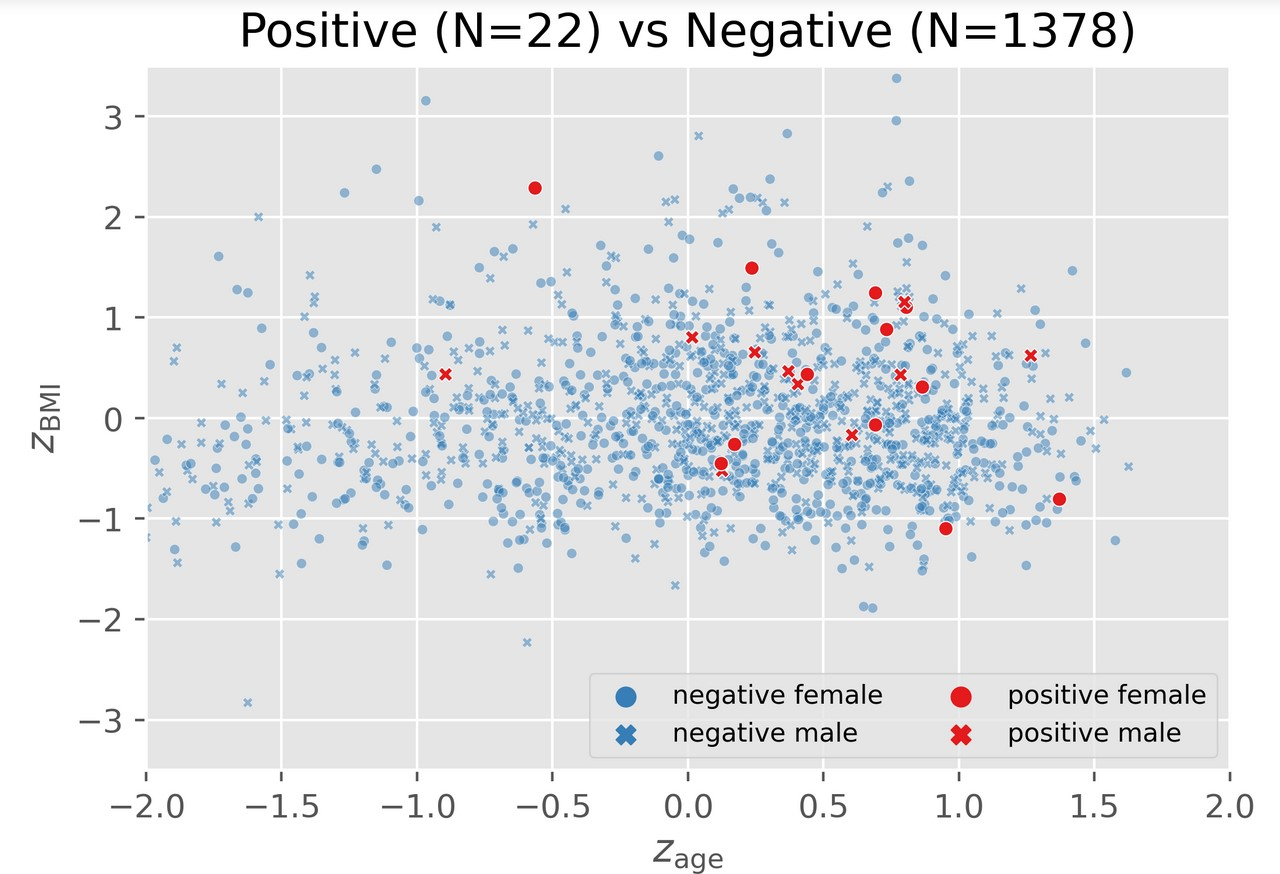 Positive (N=22) vs Negative (N=1378)
3
2
1
0
−1
−2
−3
zBMI
negative female
positive female
negative male
positive male
−2.0 −1.5 −1.0 −0.5 0.0 0.5 1.0 1.5 2.0
zage